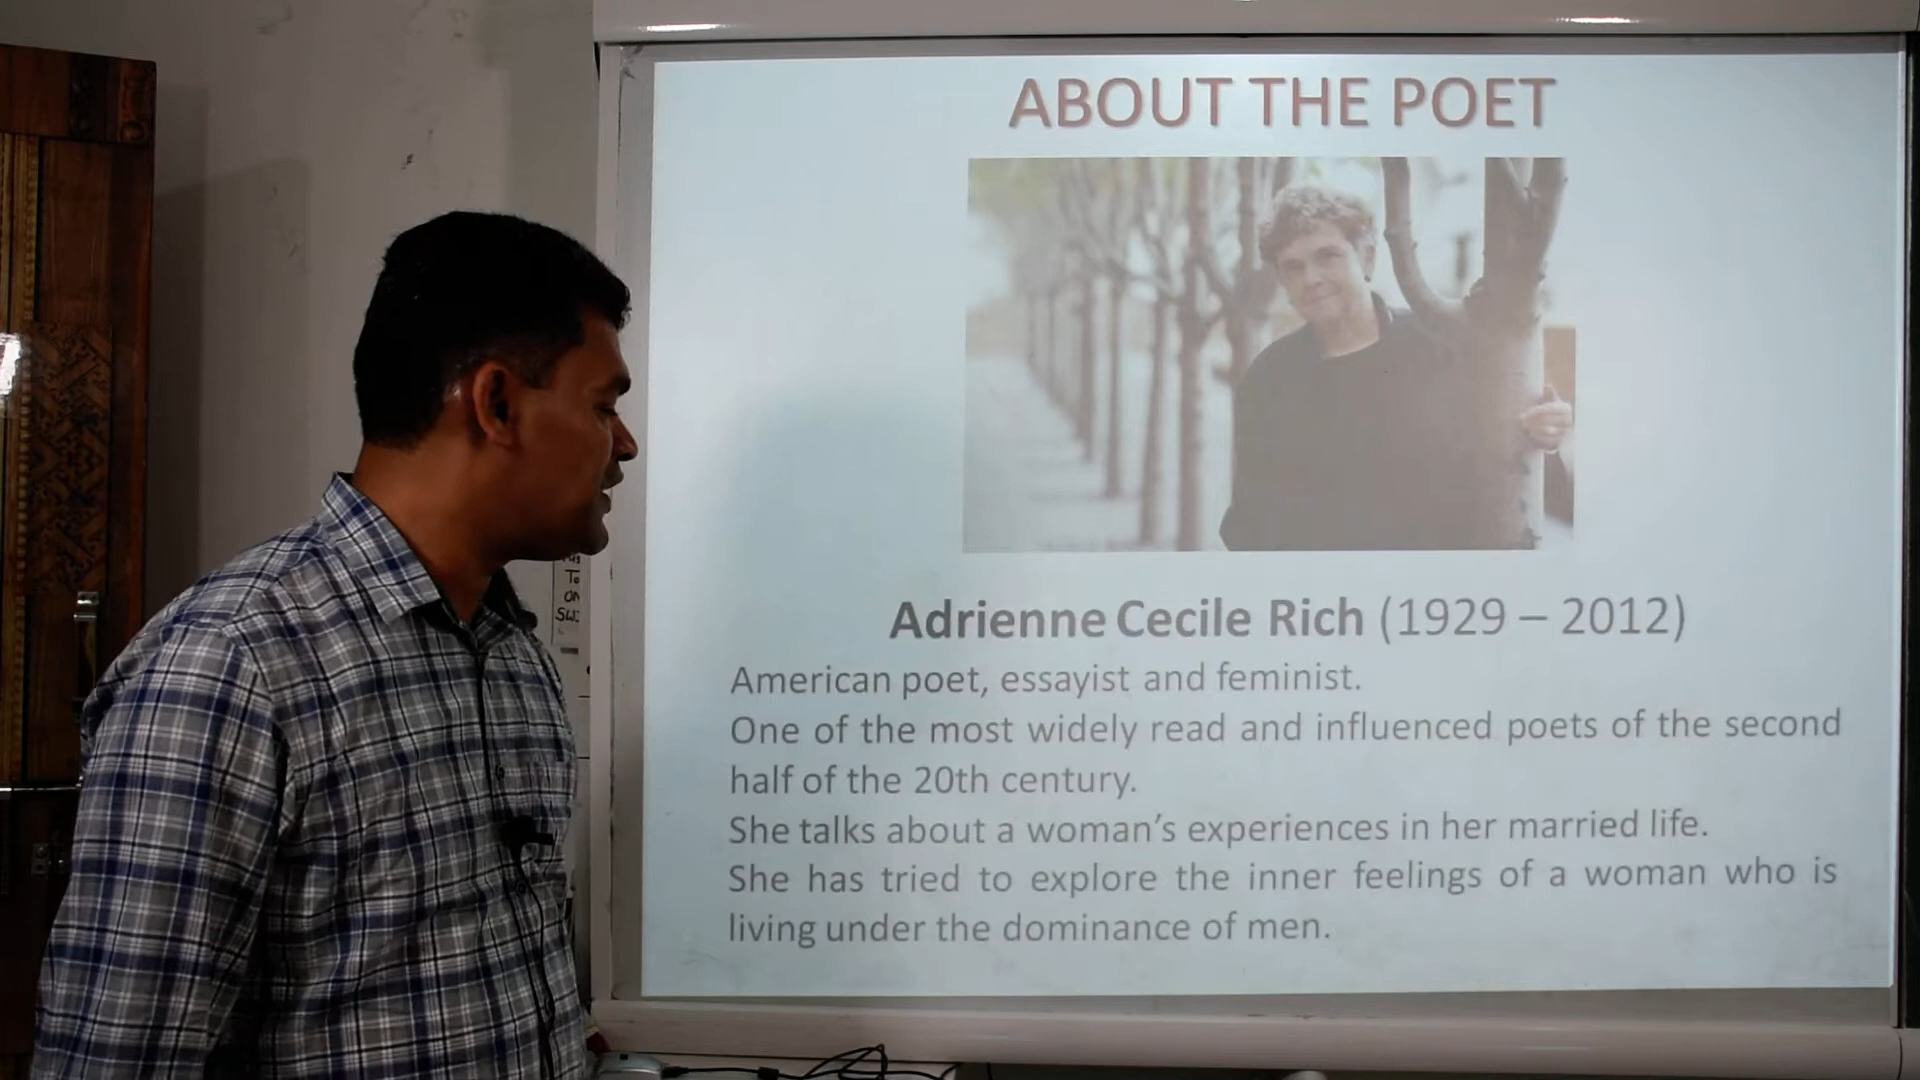 ABOUT THE POET
Adrienne Cecile Rich (1929 – 2012)
American poet, essayist and feminist.
One of the most widely read and influenced poets of the second
half of the 20th century.
She talks about a woman's experiences in her married life.
She has tried to explore the inner feelings of a woman who is
living under the dominance of men.
To